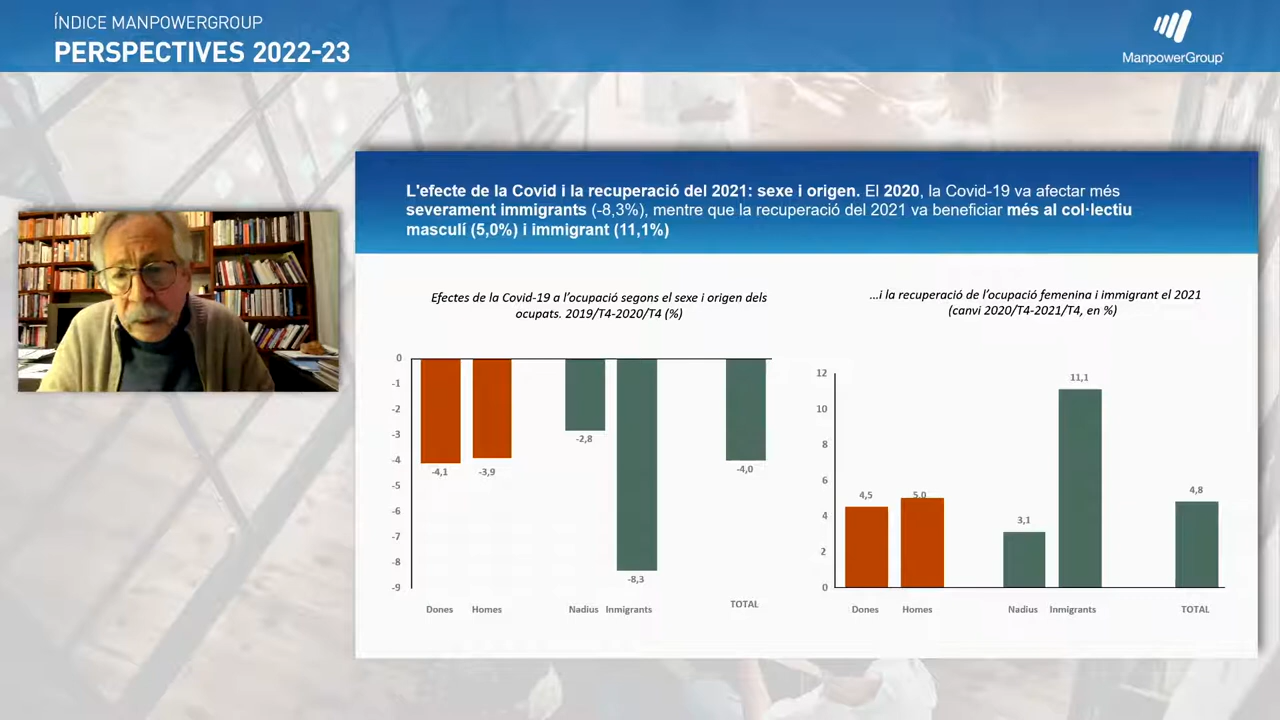 ÍNDICE MANPOWERGROUP
PERSPECTIVES 2022-23
ManpowerGroup
L'efecte de la Covid i la recuperació del 2021: sexe i origen. El 2020, la Covid-19 va afectar més
severament immigrants (-8,3%), mentre que la recuperació del 2021 va beneficiar més al col·lectiu
masculí (5,0%) i immigrant (11,1%)
Efectes de la Covid-19 a l'ocupació segons el sexe i origen dels
ocupats. 2019/T4-2020/T4 (%)
0
-1
-2
-3
-4
-5
-6
-7
-8
-9
-4,1
-3,9
-2,8
-8,3
-4,0
Dones
Homes
Nadius
Inmigrants
TOTAL
...i la recuperació de l'ocupació femenina i immigrant el 2021
(canvi 2020/T4-2021/T4, en %)
12
10
8
6
4
2
0
4,5
5,0
3,1
11,1
4,8
Dones
Homes
Nadius
Inmigrants
TOTAL